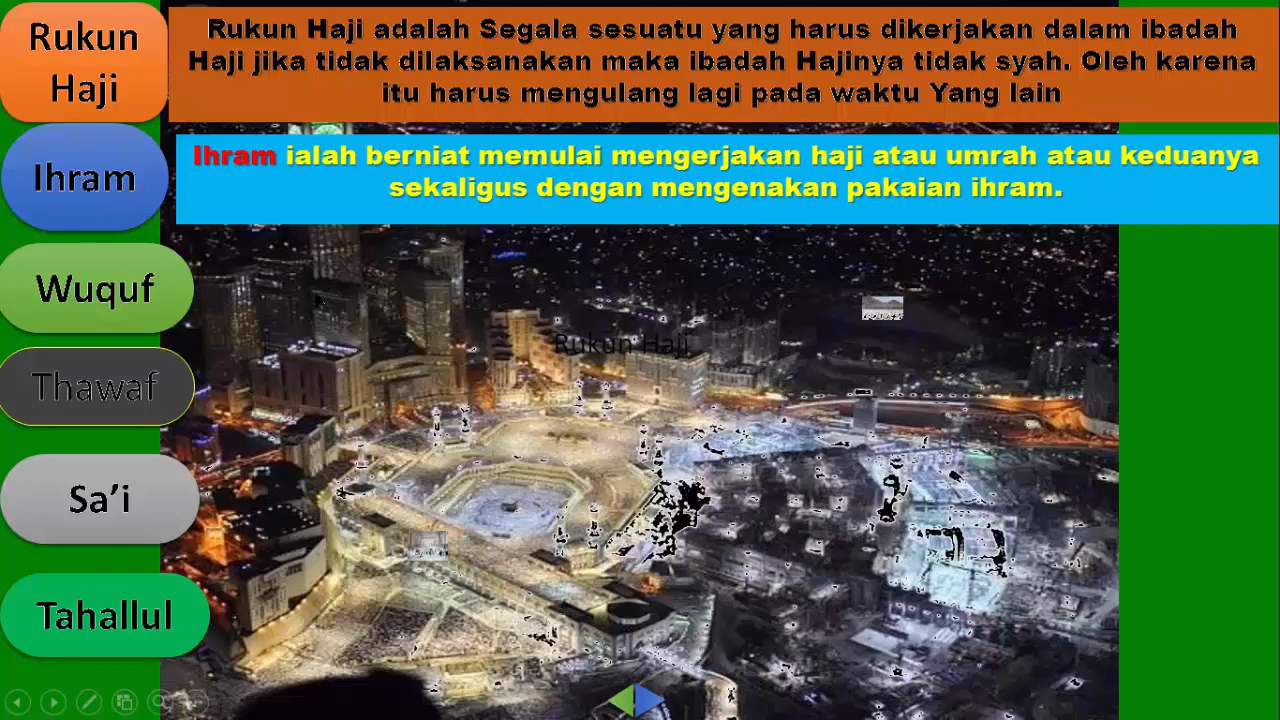 Rukun
Haji
Rukun Haji adalah Segala sesuatu yang harus dikerjakan dalam ibadah
Haji jika tidak dilaksanakan maka ibadah Hajinya tidak syah. Oleh karena
itu harus mengulang lagi pada waktu Yang lain
Ihram
Ihram ialah berniat memulai mengerjakan haji atau umrah atau keduanya
sekaligus dengan mengenakan pakaian ihram.
Wuquf
Rukun Haji
Thawaf
Sa’i
Tahallul